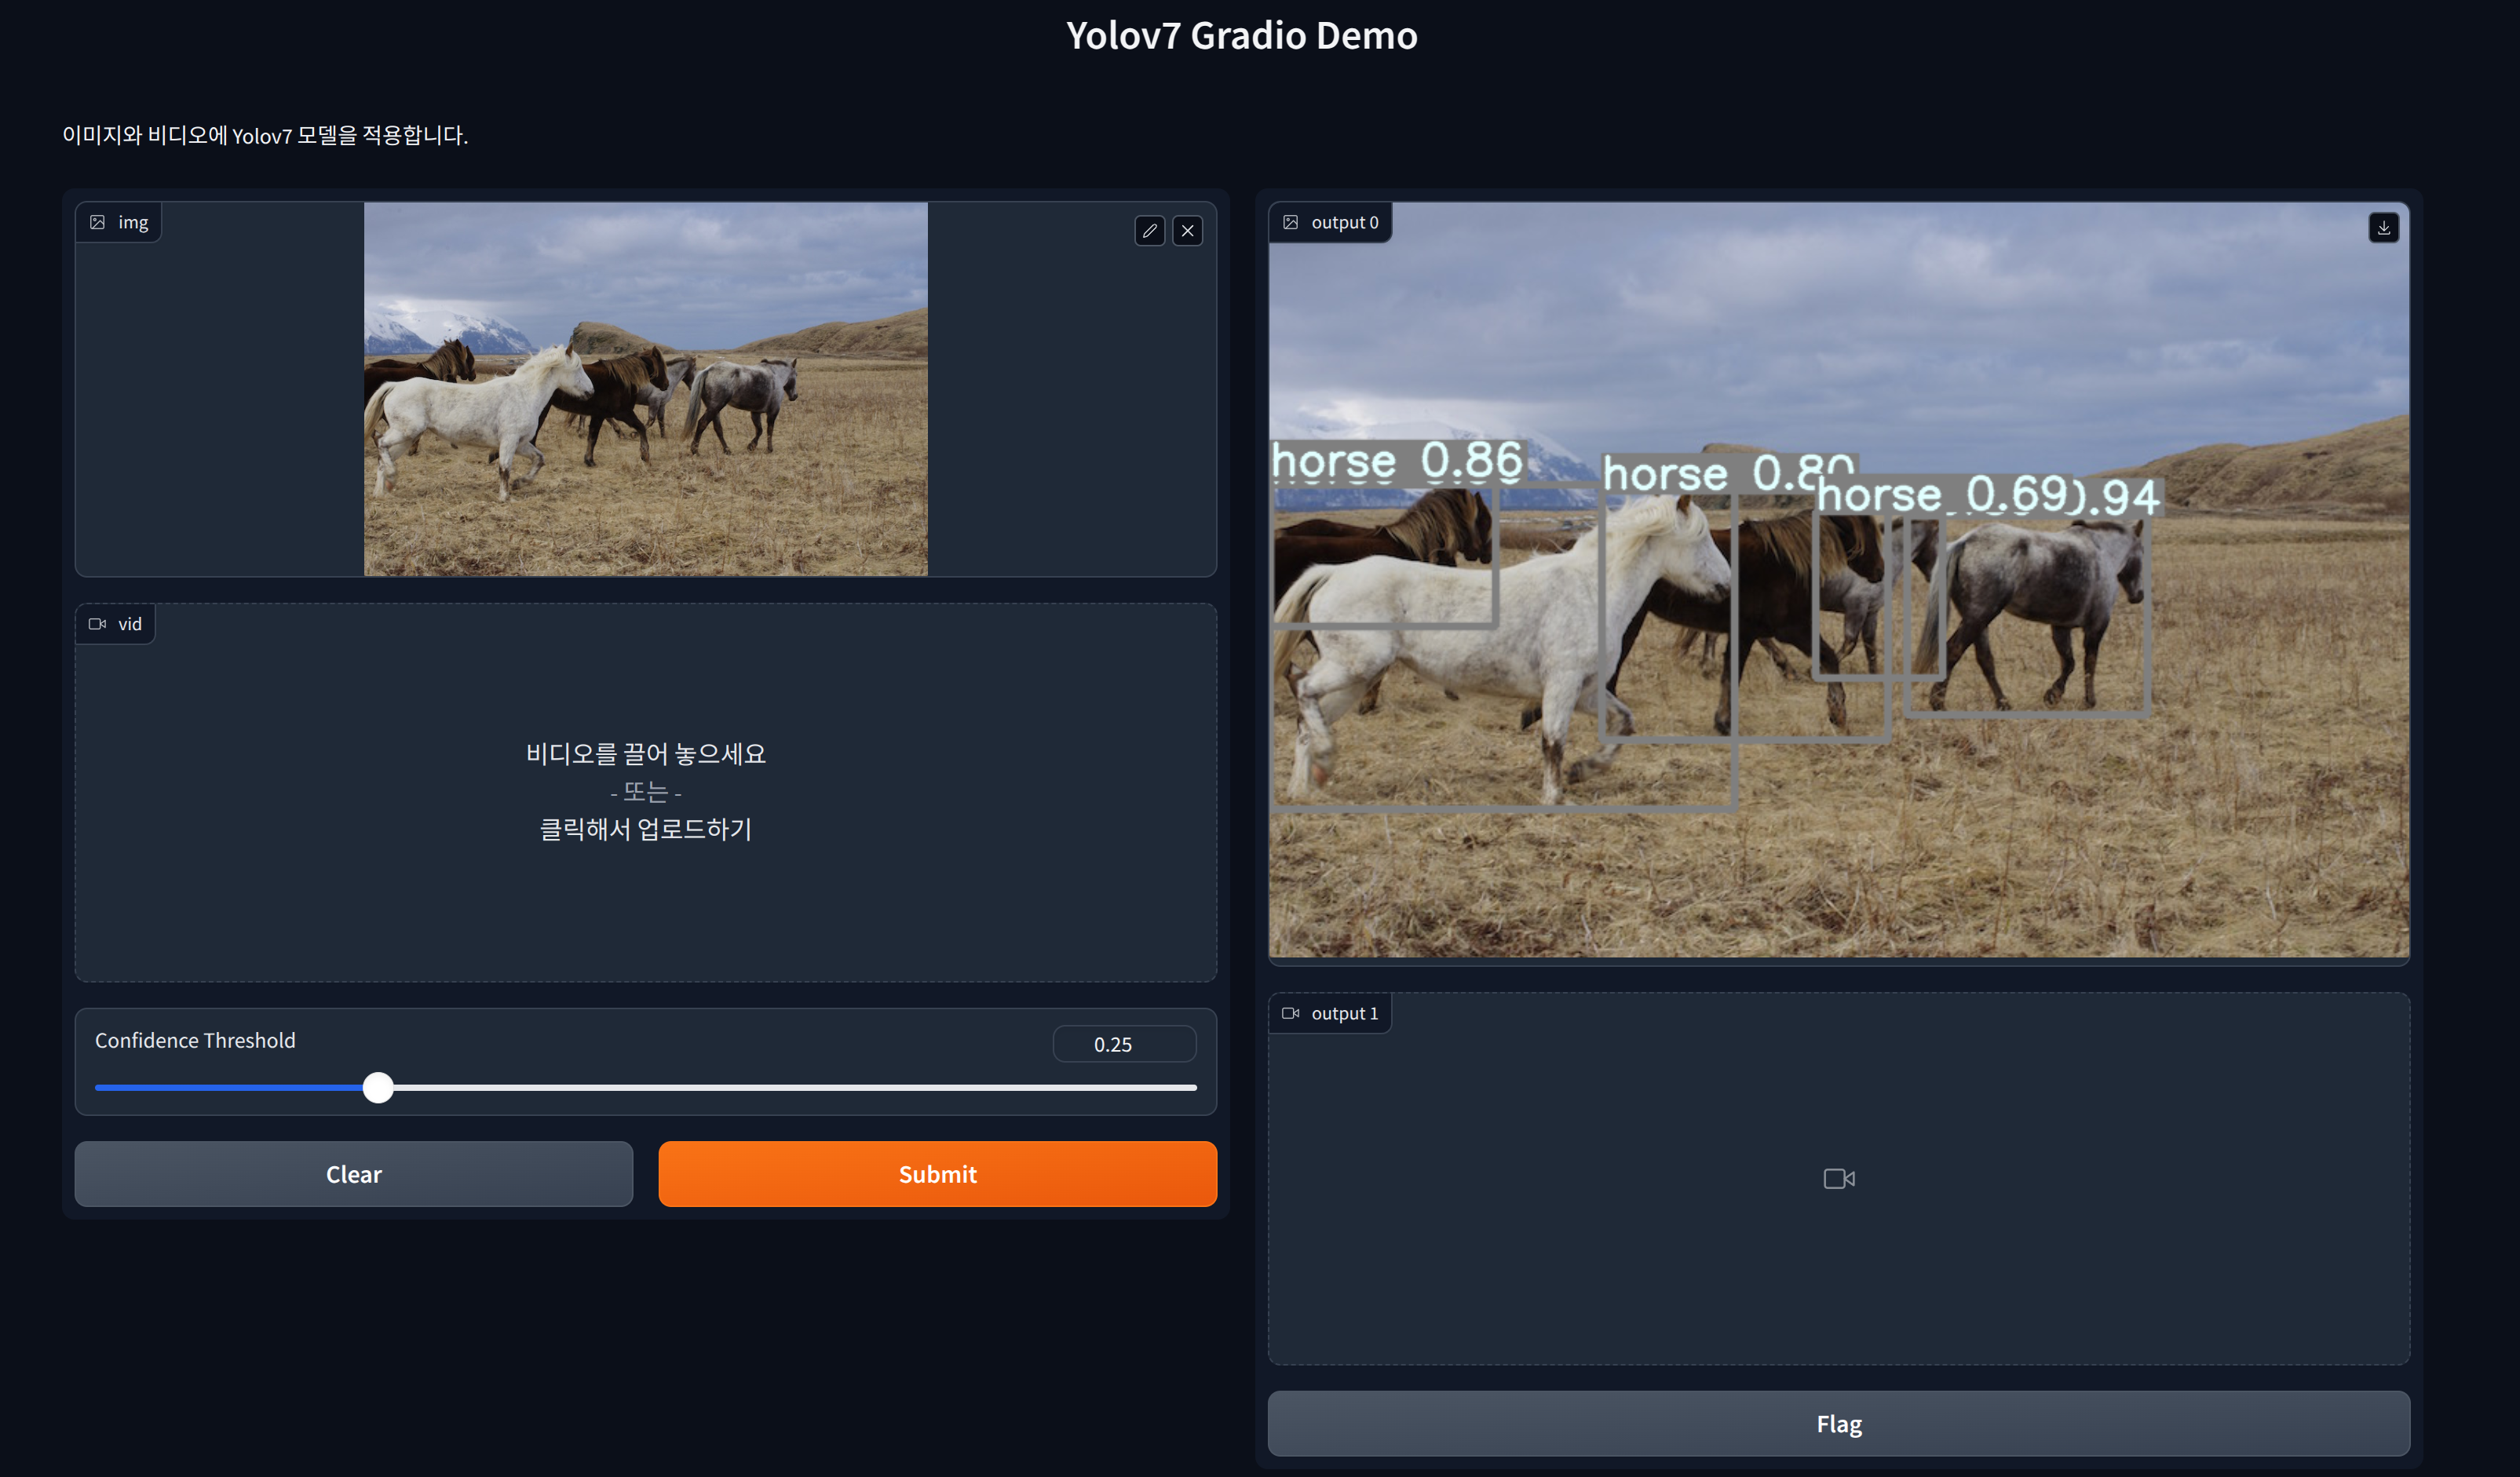 Yolov7 Gradio Demo
이미지와 비디오에 Yolov7 모델을 적용합니다.
img
vid
비디오를 끌어 놓으세요
- 또는 -
클릭해서 업로드하기
Confidence Threshold
0.25
Clear
Submit
output 0
horse 0.86
horse 0.80
horse 0.69
.94
output 1
Flag